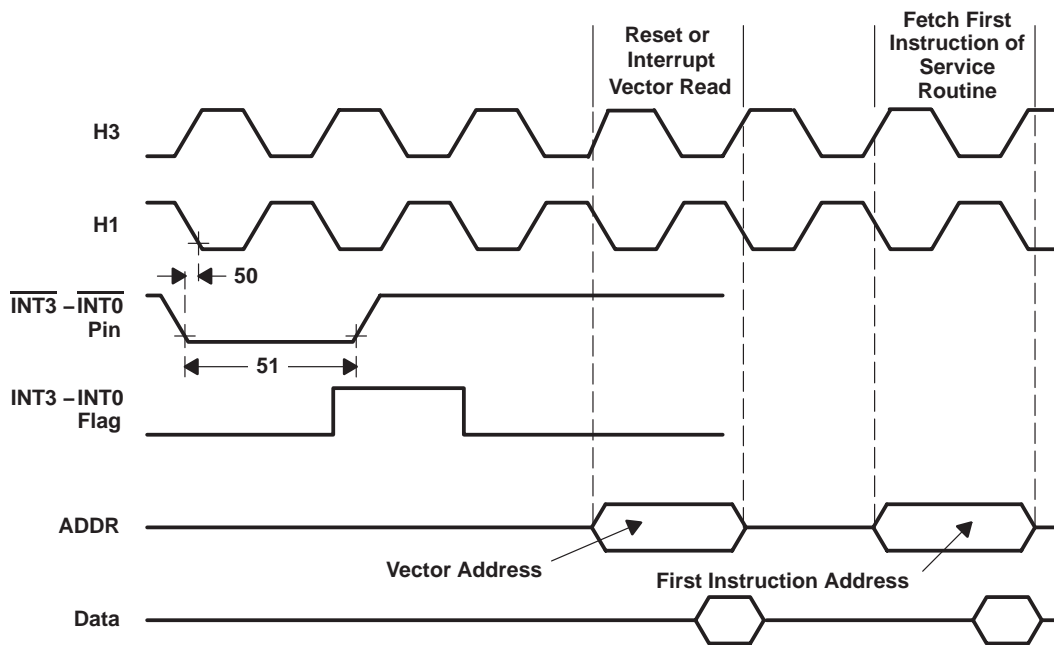 Reset or
Interrupt
Vector Read
Fetch First
Instruction of
Service
Routine
H3
H1
50
INT3 – INT0
Pin
51
INT3 – INT0
Flag
ADDR
Vector Address
First Instruction Address
Data